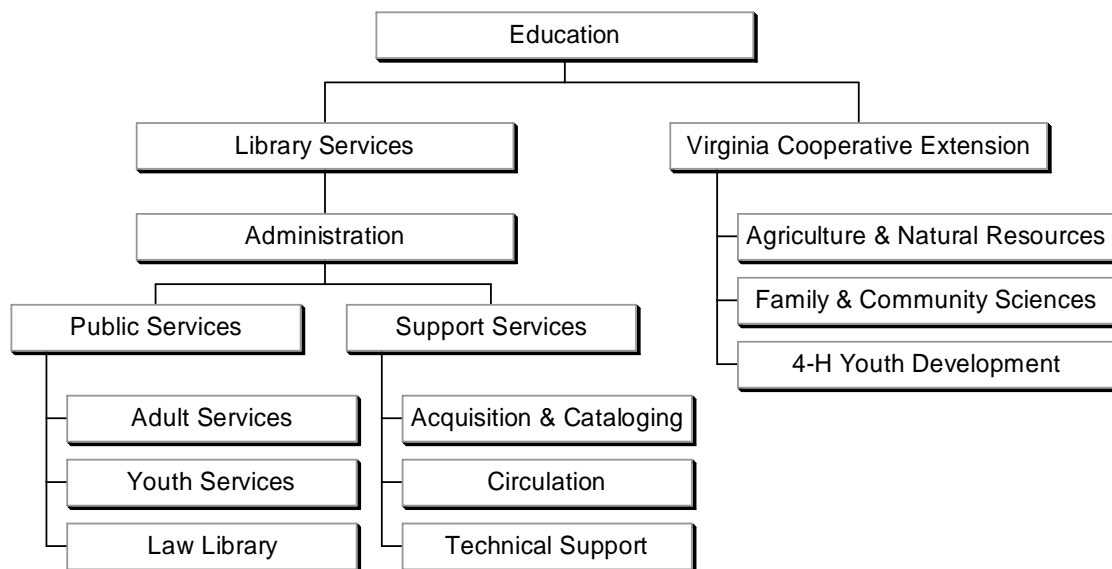 Education
Library Services
Virginia Cooperative Extension
Administration
Agriculture & Natural Resources
Family & Community Sciences
4-H Youth Development
Public Services
Support Services
Adult Services
Youth Services
Law Library
Acquisition & Cataloging
Circulation
Technical Support